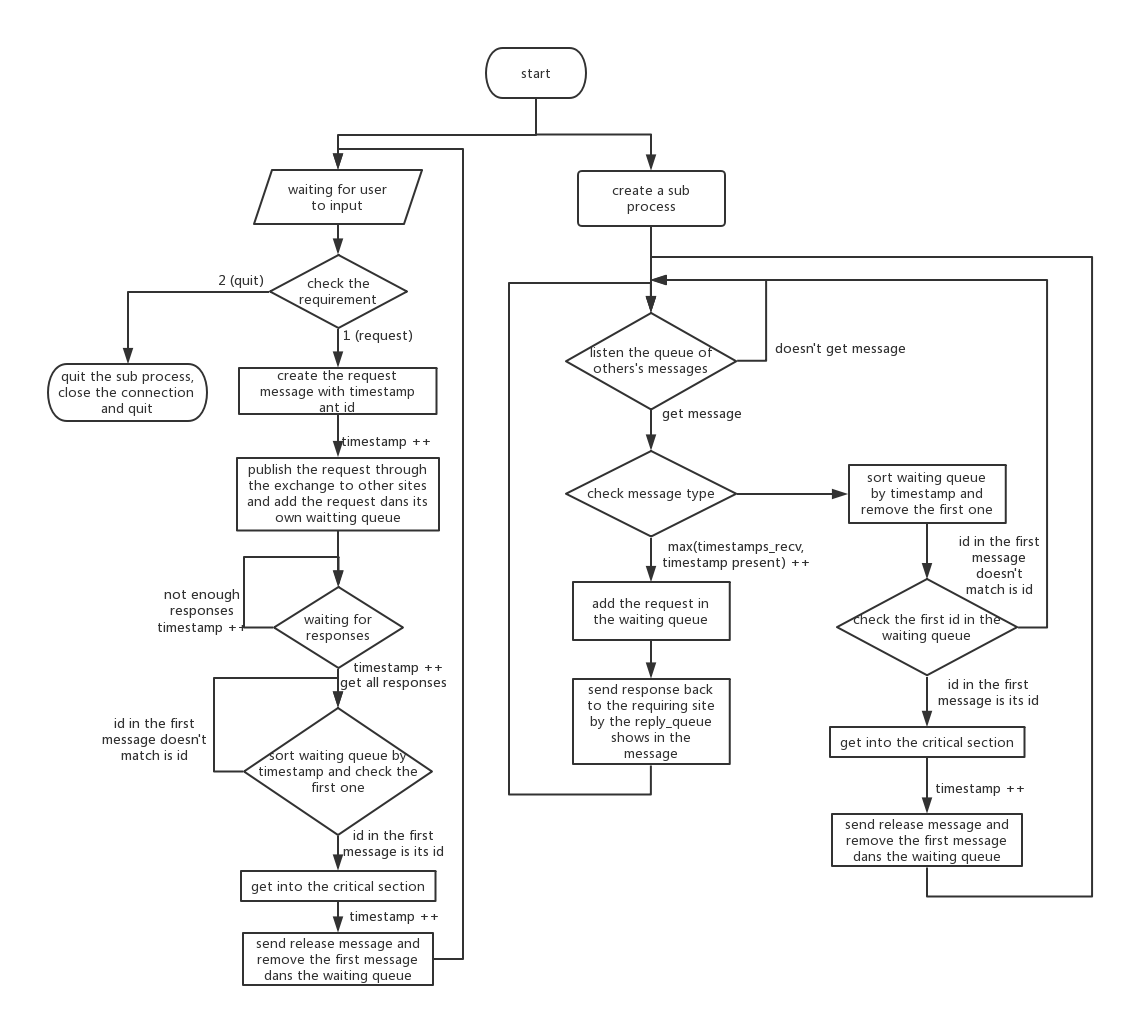 start
waiting for user
to input
check the
requirement
2 (quit)
1 (request)
quit the sub process,
close the connection
and quit
create the request
message with timestamp
ant id
timestamp ++
publish the request through
the exchange to other sites
and add the request dans its
own waitting queue
not enough
responses
timestamp ++
waiting for
responses
timestamp ++
get all responses
id in the first
message doesn't
match is id
sort waiting queue by
timestamp and check the
first one
id in the first
message is its id
get into the critical section
timestamp ++
send release message and
remove the first message
dans the waiting queue
create a sub
process
listen the queue of
others's messages
doesn't get message
get message
check message type
max(timestamps_recv,
timestamp present) ++
add the request in
the waiting queue
send response back
to the requiring site
by the reply_queue
shows in the
message
sort waiting queue
by timestamp and
remove the first one
id in the first
message
doesn't
match is id
check the first id in the
waiting queue
id in the first
message is its id
get into the critical section
timestamp ++
send release message and
remove the first message
dans the waiting queue